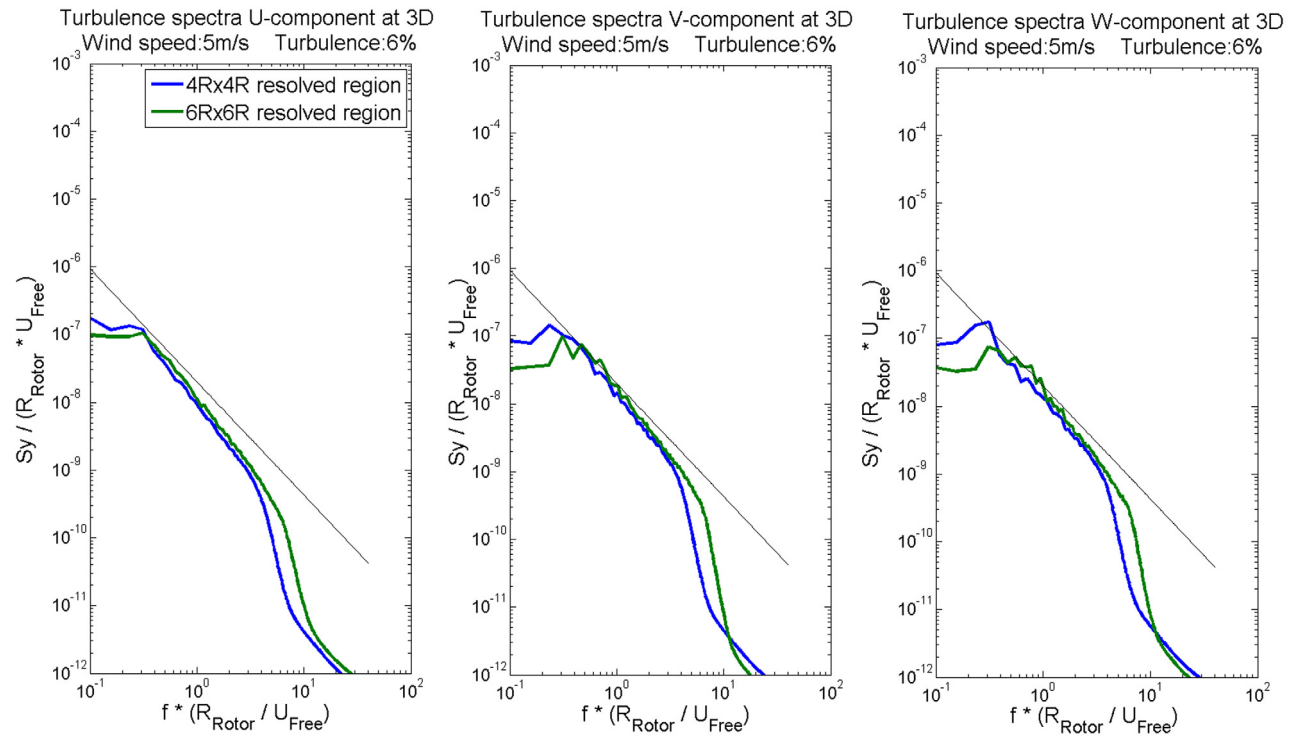 Turbulence spectra U-component at 3D
Wind speed:5m/s Turbulence:6%
4Rx4R resolved region
6Rx6R resolved region
10^-3
10^-4
10^-5
10^-6
10^-7
10^-8
10^-9
10^-10
10^-11
10^-12
Sy / (R_Rotor * U_Free)
10^-1 10^0 10^1 10^2
f * (R_Rotor / U_Free)
Turbulence spectra V-component at 3D
Wind speed:5m/s Turbulence:6%
10^-3
10^-4
10^-5
10^-6
10^-7
10^-8
10^-9
10^-10
10^-11
10^-12
Sy / (R_Rotor * U_Free)
10^-1 10^0 10^1 10^2
f * (R_Rotor / U_Free)
Turbulence spectra W-component at 3D
Wind speed:5m/s Turbulence:6%
10^-3
10^-4
10^-5
10^-6
10^-7
10^-8
10^-9
10^-10
10^-11
10^-12
Sy / (R_Rotor * U_Free)
10^-1 10^0 10^1 10^2
f * (R_Rotor / U_Free)